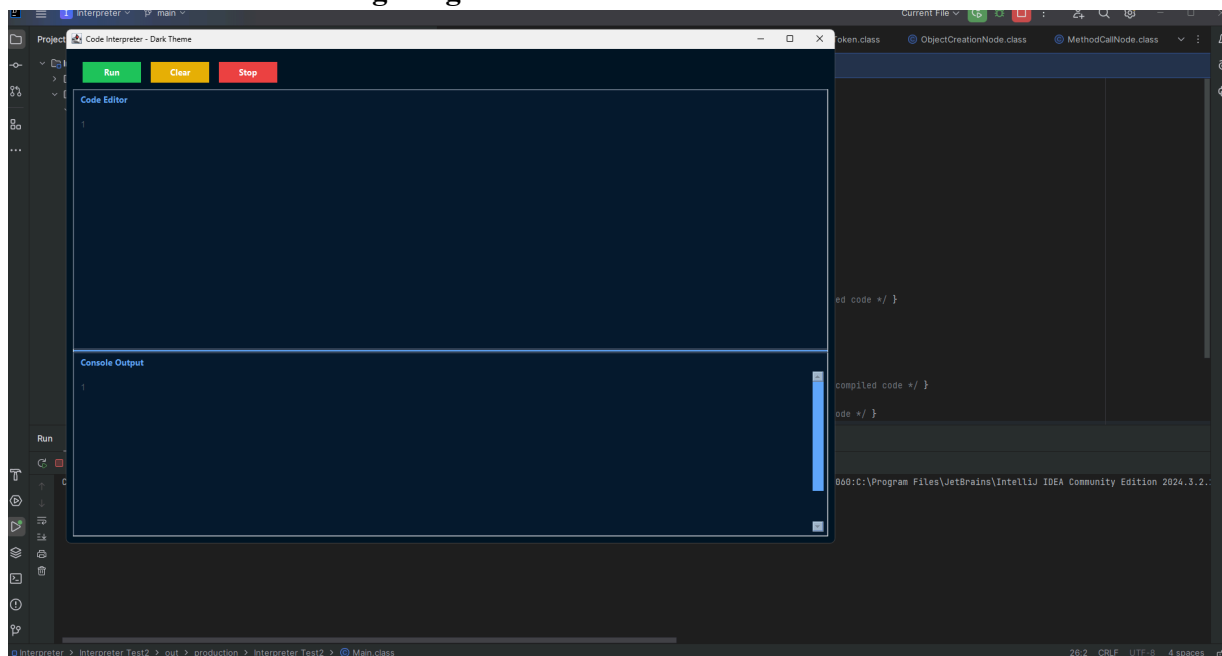 Interpreter main Current File
Project Code Interpreter - Dark Theme oken.class ObjectCreationNode.class MethodCallNode.class
Run Clear Stop
Code Editor
1
ed code */ }
Console Output
1
compiled code */ }
ode */ }
Run
060:C:\Program Files\JetBrains\IntelliJ IDEA Community Edition 2024.3.2.
Interpreter > Interpreter Test2 > out > production > Interpreter Test2 > Main.class 26:2 CRLF UTF-8 4 spaces